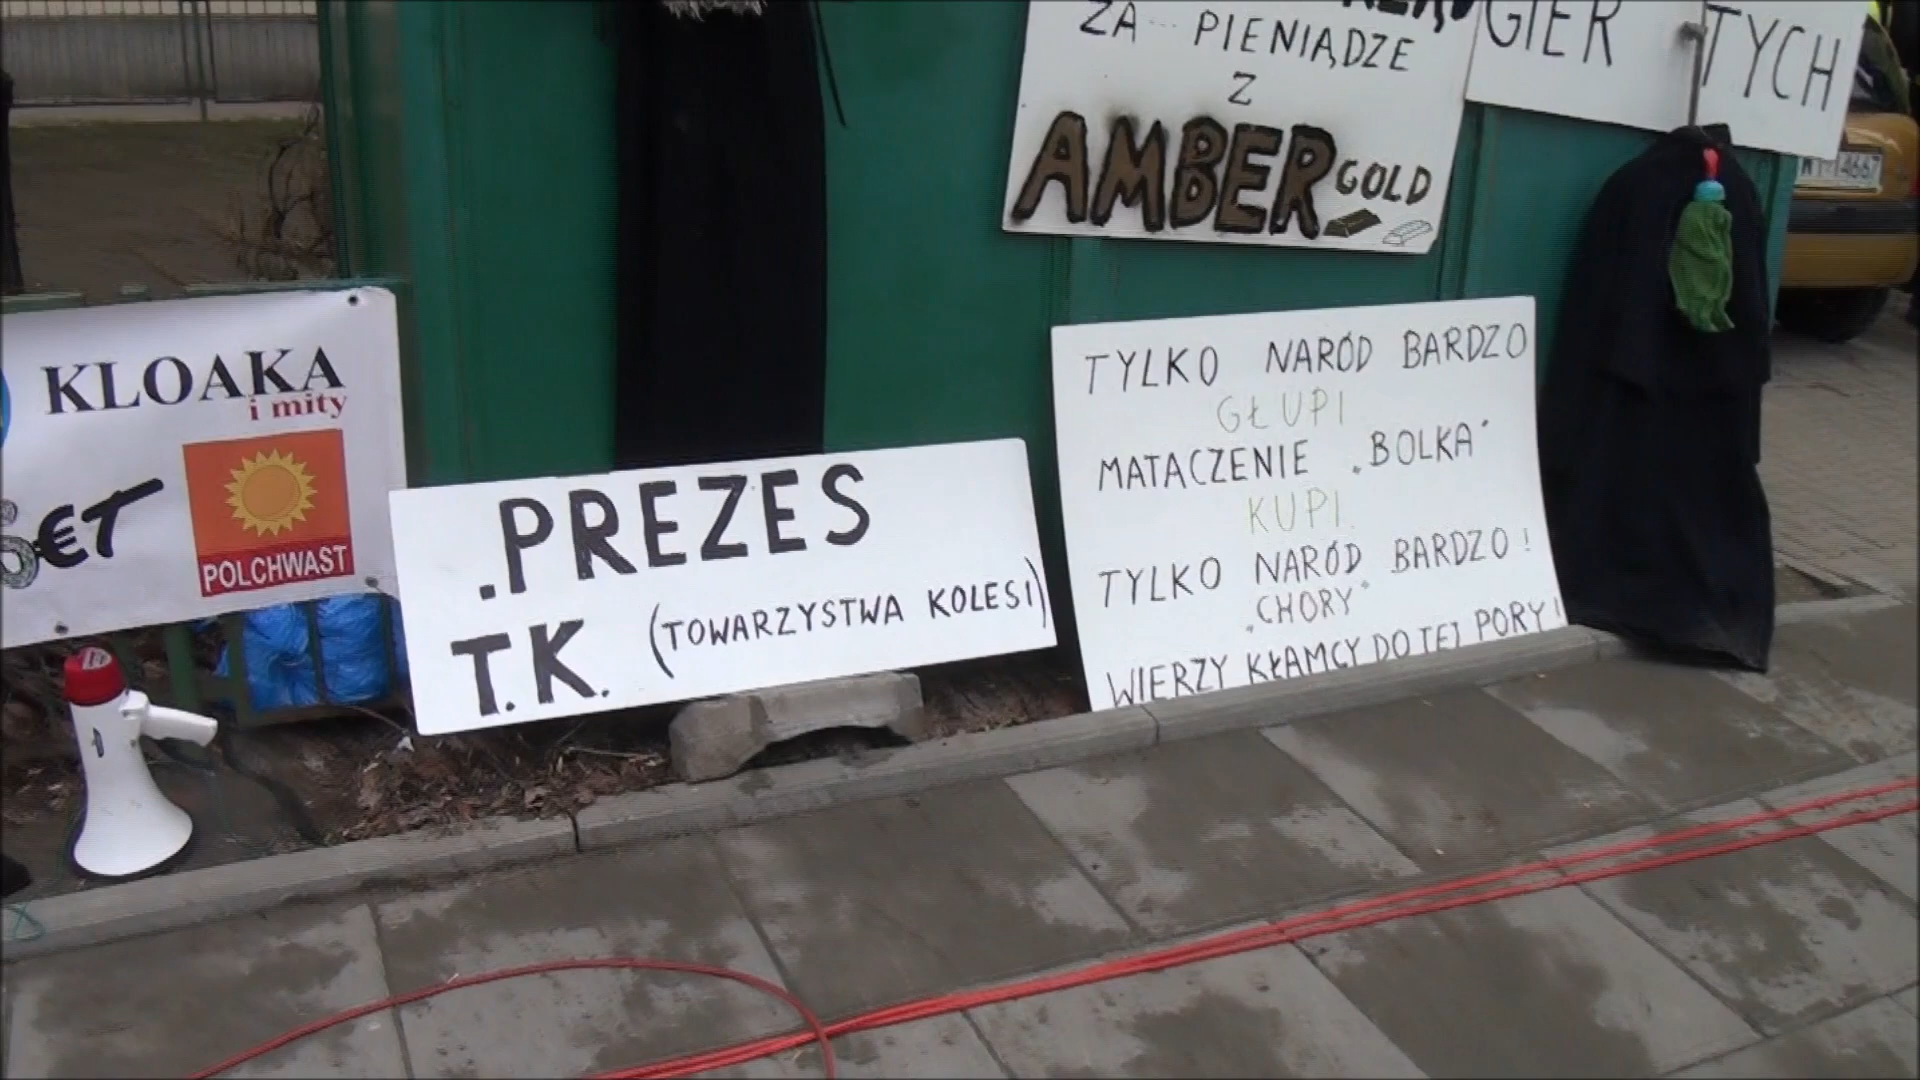 ZA PIENIĄDZE
Z
AMBER GOLD
GIER
TYCH
KLOAKA
i mity
POLCHWAST
.PREZES
T.K. (TOWARZYSTWA KOLESI)
TYLKO NARÓD BARDZO
GŁUPI
MATACZENIE „BOLKA”
KUPI.
TYLKO NARÓD BARDZO!
„CHORY”
WIERZY KŁAMCY DO TEJ PORY!